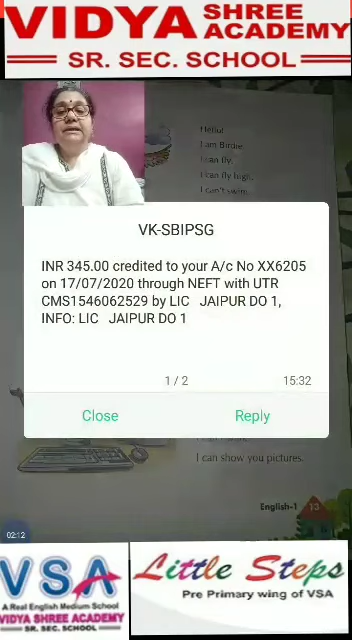 VIDYA SHREE ACADEMY
SR. SEC. SCHOOL
Hello!
I am Birdie.
I can fly.
I can fly high.
I can't swim.
VK-SBIPSG
INR 345.00 credited to your A/c No XX6205
on 17/07/2020 through NEFT with UTR
CMS1546062529 by LIC JAIPUR DO 1,
INFO: LIC JAIPUR DO 1
1 / 2
15:32
Close
Reply
I can show you pictures.
English-1
13
02:12
VSA
A Real English Medium School
VIDYA SHREE ACADEMY
SR. SEC. SCHOOL
Little Steps
Pre Primary wing of VSA